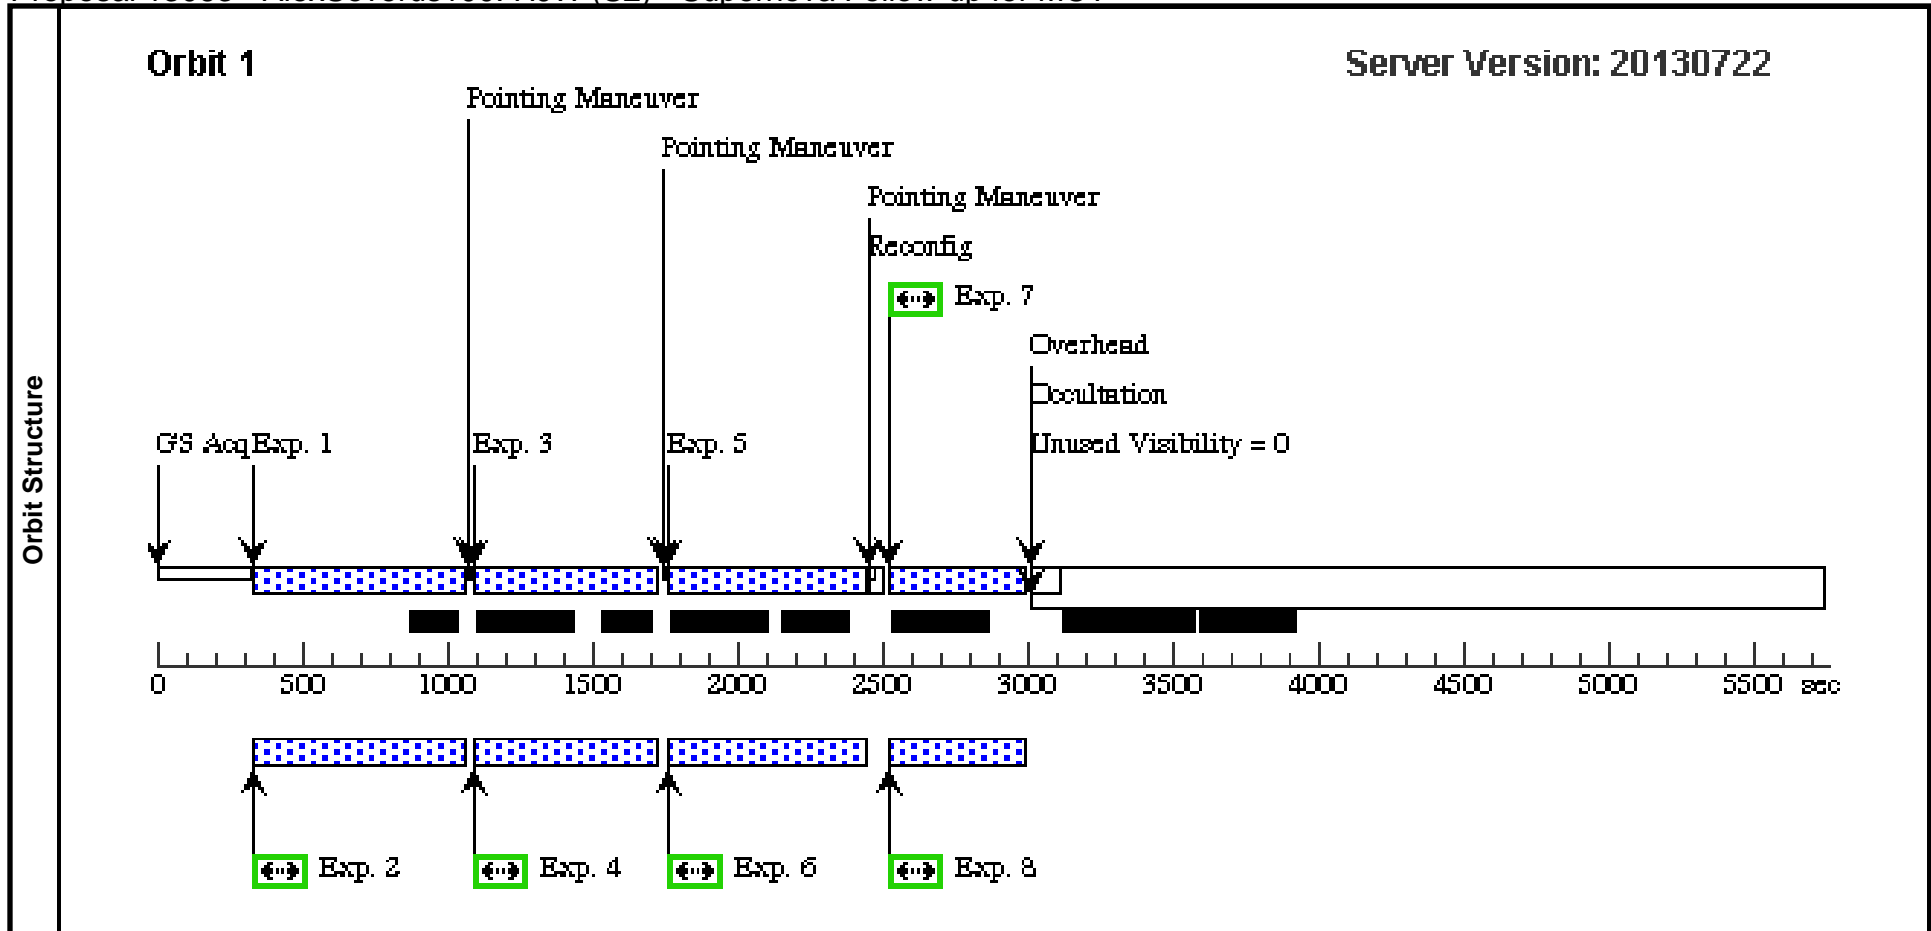 Orbit 1
Server Version: 20130722
Pointing Maneuver
Pointing Maneuver
Pointing Maneuver
Reconfig
Exp. 7
Overhead
Occultation
Unused Visibility = 0
GS Acq
Exp. 1
Exp. 3
Exp. 5
Orbit Structure
0 500 1000 1500 2000 2500 3000 3500 4000 4500 5000 5500 sec
Exp. 2
Exp. 4
Exp. 6
Exp. 8